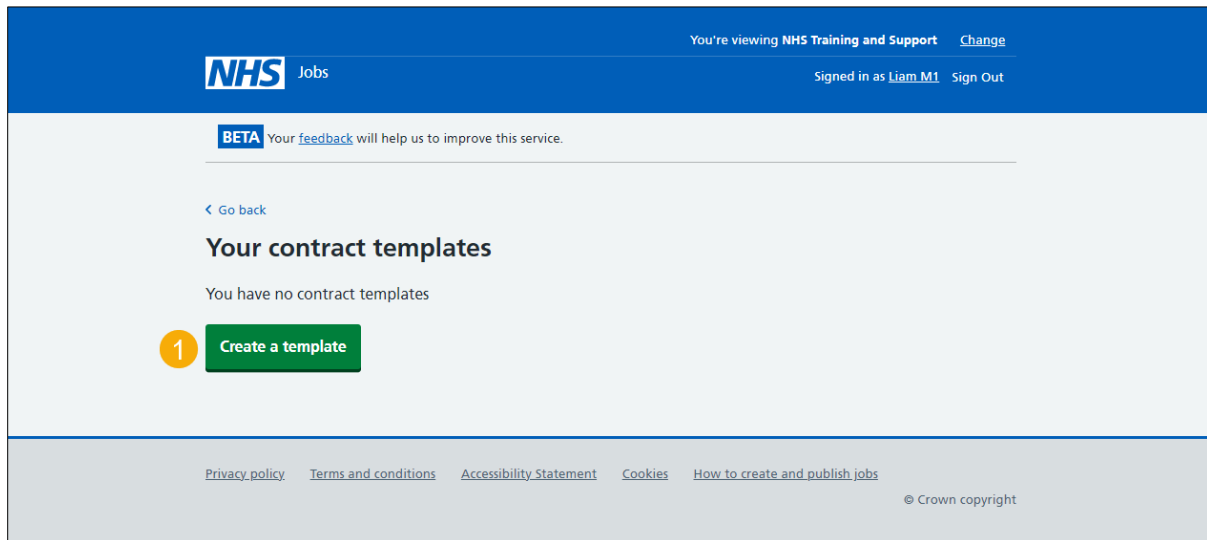 You're viewing NHS Training and Support Change
NHS Jobs
Signed in as Liam M1 Sign Out
BETA Your feedback will help us to improve this service.
Go back
Your contract templates
You have no contract templates
1 Create a template
Privacy policy Terms and conditions Accessibility Statement Cookies How to create and publish jobs
© Crown copyright